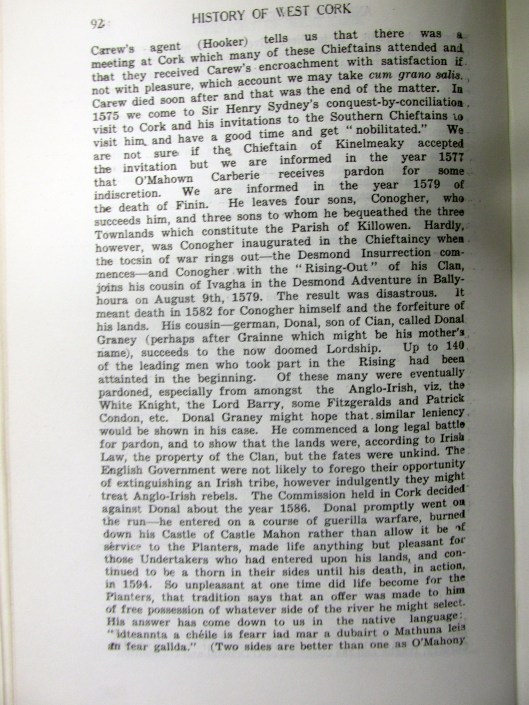 92
HISTORY OF WEST CORK
Carew's agent (Hooker) tells us that there was a
meeting at Cork which many of these Chieftains attended and
that they received Carew's encroachment with satisfaction if
not with pleasure, which account we may take cum grano salis.
Carew died soon after and that was the end of the matter. In
1575 we come to Sir Henry Sydney's conquest-by-conciliation
visit to Cork and his invitations to the Southern Chieftains to
visit him and have a good time and get "nobilitated." We
are not sure if the Chieftain of Kinelmeaky accepted
the invitation but we are informed in the year 1577
that O'Mahown Carberie receives pardon for some
indiscretion. We are informed in the year 1579 of
the death of Finin. He leaves four sons, Conogher, who
succeeds him, and three sons to whom he bequeathed the three
Townlands which constitute the Parish of Killowen. Hardly,
however, was Conogher inaugurated in the Chieftaincy when
the tocsin of war rings out—the Desmond Insurrection com-
mences—and Conogher with the "Rising-Out" of his Clan,
joins his cousin of Ivagha in the Desmond Adventure in Bally-
houra on August 9th, 1579. The result was disastrous. It
meant death in 1582 for Conogher himself and the forfeiture of
his lands. His cousin-german, Donal, son of Cian, called Donal
Graney (perhaps after Grainne which might be his mother's
name), succeeds to the now doomed Lordship. Up to 140
of the leading men who took part in the Rising had been
attainted in the beginning. Of these many were eventually
pardoned, especially from amongst the Anglo-Irish, viz. the
White Knight, the Lord Barry, some Fitzgeralds and Patrick
Condon, etc. Donal Graney might hope that similar leniency
would be shown in his case. He commenced a long legal battle
for pardon, and to show that the lands were, according to Irish
Law, the property of the Clan, but the fates were unkind. The
English Government were not likely to forego their opportunity
of extinguishing an Irish tribe, however indulgently they might
treat Anglo-Irish rebels. The Commission held in Cork decided
against Donal about the year 1586. Donal promptly went on
the run—he entered on a course of guerilla warfare, burned
down his Castle of Castle Mahon rather than allow it be of
service to the Planters, made life anything but pleasant for
those Undertakers who had entered upon his lands, and con-
tinued to be a thorn in their sides until his death, in action,
in 1594. So unpleasant at one time did life become for the
Planters, that tradition says that an offer was made to him
of free possession of whatever side of the river he might select.
His answer has come down to us in the native language:
"idteannta a chéile is fearr iad mar a dubairt o Mathuna leis
an fear gallda." (Two sides are better than one as O'Mahony